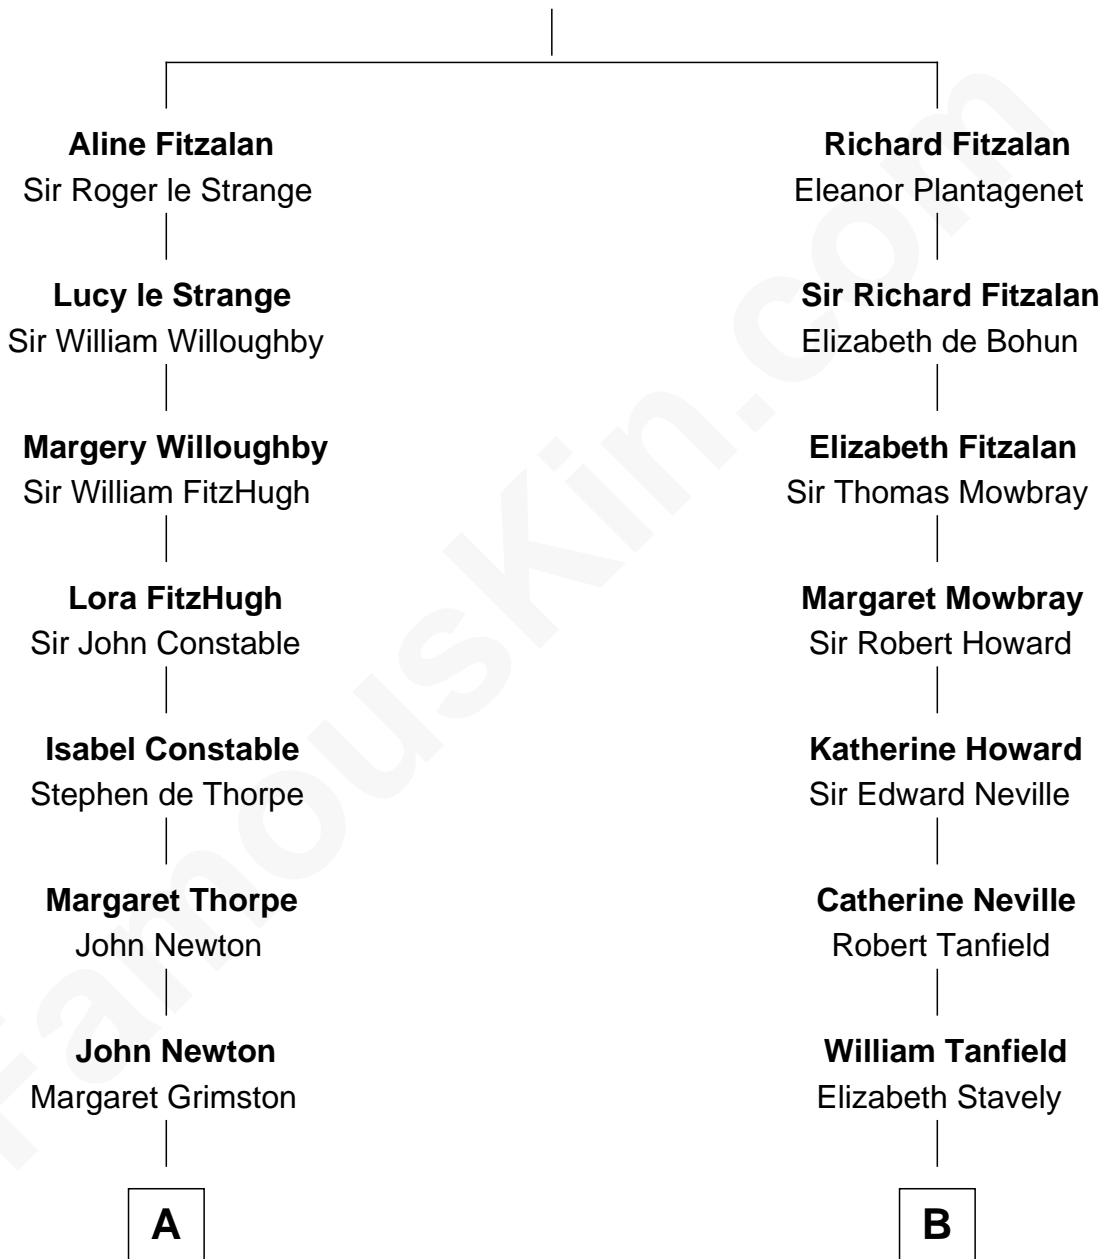 Aline Fitzalan
Sir Roger le Strange
Richard Fitzalan
Eleanor Plantagenet
Lucy le Strange
Sir William Willoughby
Sir Richard Fitzalan
Elizabeth de Bohun
Margery Willoughby
Sir William FitzHugh
Elizabeth Fitzalan
Sir Thomas Mowbray
Lora FitzHugh
Sir John Constable
Margaret Mowbray
Sir Robert Howard
Isabel Constable
Stephen de Thorpe
Katherine Howard
Sir Edward Neville
Margaret Thorpe
John Newton
Catherine Neville
Robert Tanfield
John Newton
Margaret Grimston
William Tanfield
Elizabeth Stavely
A
B
FamousKin.com